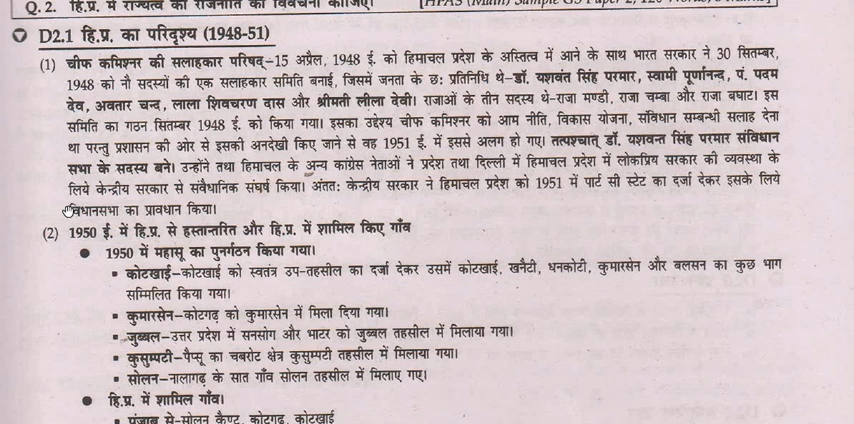 Q. 2. हि.प्र. में राज्यत्व की राजनीति की विवेचना कीजिए। [HPAS (Main) Sample GS Paper 2, 120 Words, 8 Marks]
D2.1 हि.प्र. का परिदृश्य (1948-51)
(1) चीफ कमिश्नर की सलाहकार परिषद्–15 अप्रैल, 1948 ई. को हिमाचल प्रदेश के अस्तित्व में आने के साथ भारत सरकार ने 30 सितम्बर,
1948 को नौ सदस्यों की एक सलाहकार समिति बनाई, जिसमें जनता के छः प्रतिनिधि थे–डॉ. यशवंत सिंह परमार, स्वामी पूर्णानन्द, पं. पदम
देव, अवतार चन्द, लाला शिवचरण दास और श्रीमती लीला देवी। राजाओं के तीन सदस्य थे–राजा मण्डी, राजा चम्बा और राजा बघाट। इस
समिति का गठन सितम्बर 1948 ई. को किया गया। इसका उद्देश्य चीफ कमिश्नर को आम नीति, विकास योजना, संविधान सम्बन्धी सलाह देना
था परन्तु प्रशासन की ओर से इसकी अनदेखी किए जाने से वह 1951 ई. में इससे अलग हो गए। तत्पश्चात् डॉ. यशवन्त सिंह परमार संविधान
सभा के सदस्य बने। उन्होंने तथा हिमाचल के अन्य कांग्रेस नेताओं ने प्रदेश तथा दिल्ली में हिमाचल प्रदेश में लोकप्रिय सरकार की व्यवस्था के
लिये केन्द्रीय सरकार से संवैधानिक संघर्ष किया। अंततः केन्द्रीय सरकार ने हिमाचल प्रदेश को 1951 में पार्ट सी स्टेट का दर्जा देकर इसके लिये
विधानसभा का प्रावधान किया।
(2) 1950 ई. में हि.प्र. से हस्तान्तरित और हि.प्र. में शामिल किए गाँव
● 1950 में महासू का पुनर्गठन किया गया।
▪ कोटखाई–कोटखाई को स्वतंत्र उप-तहसील का दर्जा देकर उसमें कोटखाई, खनैटी, धनकोटी, कुमारसेन और बलसन का कुछ भाग
सम्मिलित किया गया।
▪ कुमारसेन–कोटगढ़ को कुमारसेन में मिला दिया गया।
▪ जुब्बल–उत्तर प्रदेश में सनसोग और भाटर को जुब्बल तहसील में मिलाया गया।
▪ कुसुम्पटी–पैप्सू का चबरोट क्षेत्र कुसुम्पटी तहसील में मिलाया गया।
▪ सोलन–नालागढ़ के सात गाँव सोलन तहसील में मिलाए गए।
● हि.प्र. में शामिल गाँव।
▪ पंजाब से–सोलन कैण्ट, कोटगढ़, कोटखाई